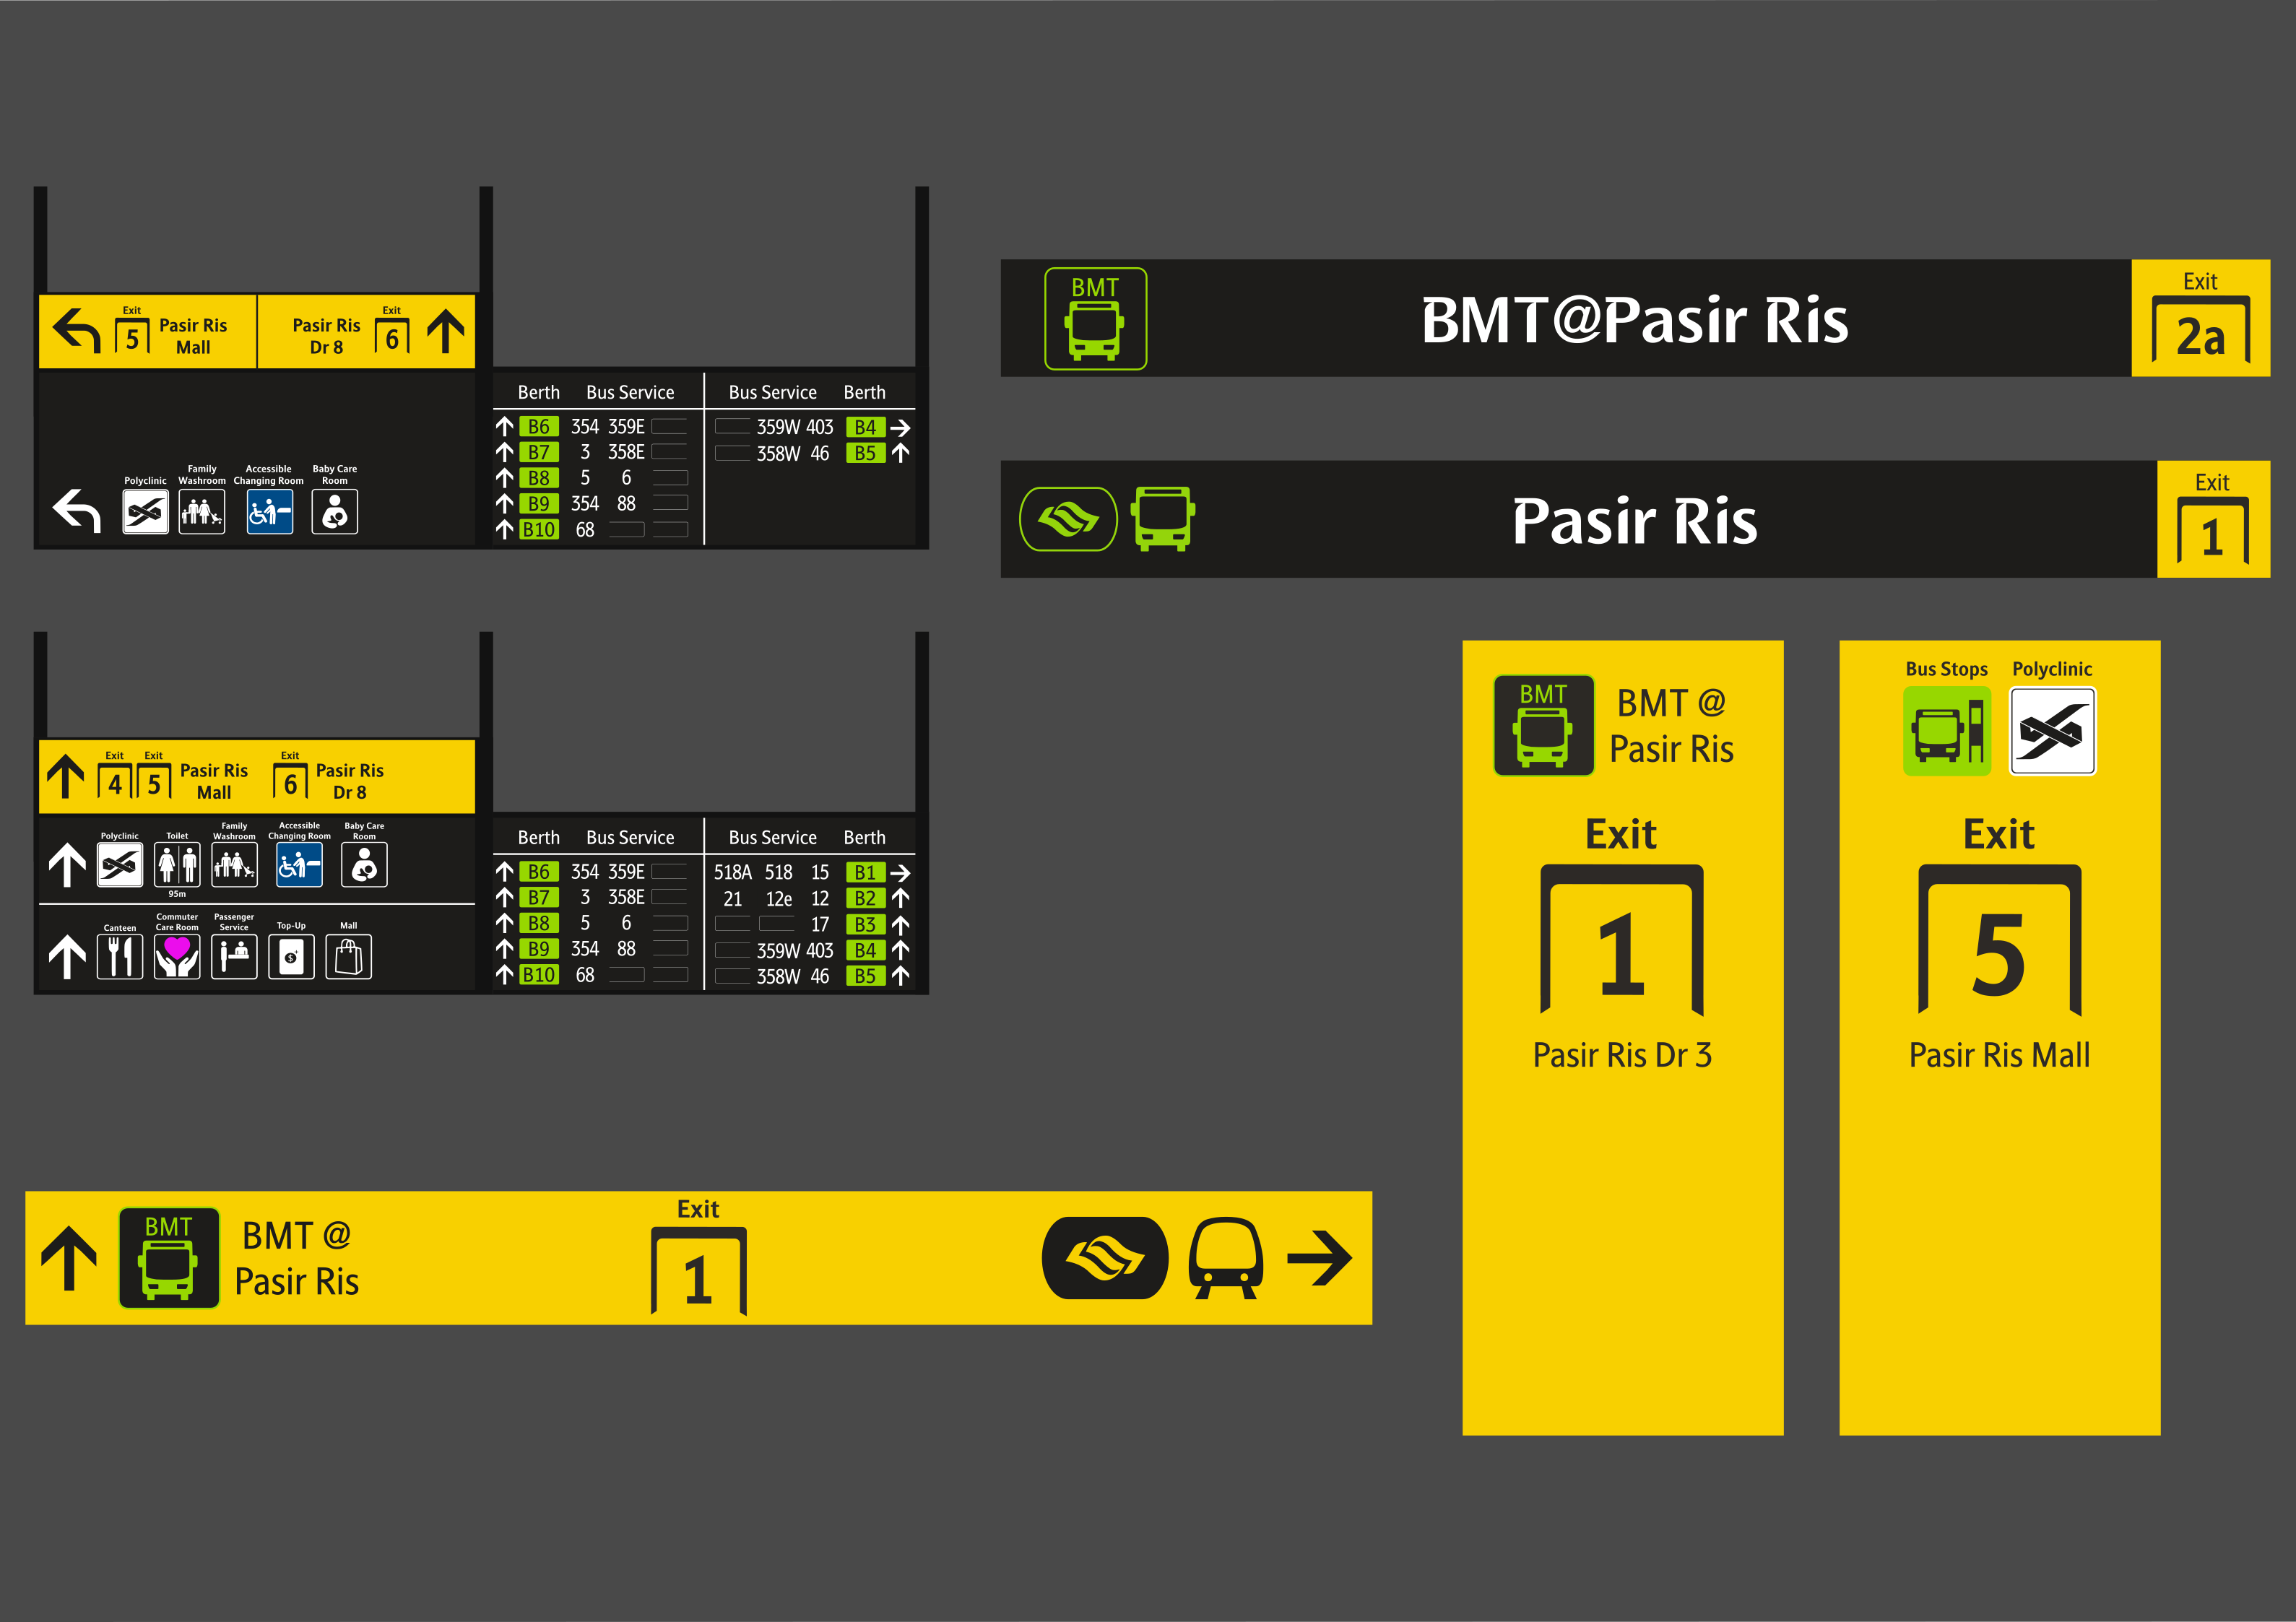 Exit
5
Pasir Ris
Mall
Pasir Ris
Dr 8
Exit
6
Polyclinic
Family
Washroom
Accessible
Changing Room
Baby Care
Room
Berth Bus Service
Bus Service Berth
B6 354 359E
B7 3 358E
B8 5 6
B9 354 88
B10 68
359W 403 B4
358W 46 B5
BMT
BMT@Pasir Ris
Exit
2a
Pasir Ris
Exit
1
Exit
4
Exit
5
Pasir Ris
Mall
Exit
6
Pasir Ris
Dr 8
Polyclinic
Toilet
95m
Family
Washroom
Accessible
Changing Room
Baby Care
Room
Canteen
Commuter
Care Room
Passenger
Service
Top-Up
$
Mall
Berth Bus Service
Bus Service Berth
B6 354 359E
B7 3 358E
B8 5 6
B9 354 88
B10 68
518A 518 15 B1
21 12e 12 B2
17 B3
359W 403 B4
358W 46 B5
BMT
BMT @
Pasir Ris
Exit
1
Pasir Ris Dr 3
Bus Stops
Polyclinic
Exit
5
Pasir Ris Mall
BMT
BMT @
Pasir Ris
Exit
1